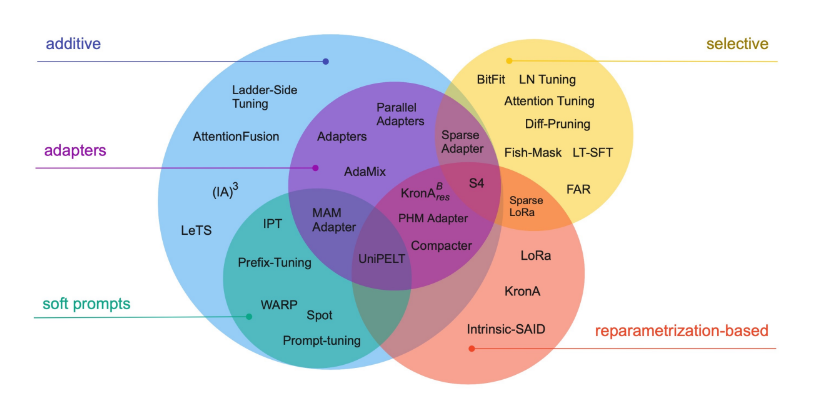 additive
selective
BitFit LN Tuning
Ladder-Side
Tuning
Attention Tuning
Parallel
Adapters
Diff-Pruning
AttentionFusion
Adapters
Sparse
Adapter
adapters
Fish-Mask LT-SFT
AdaMix
S4
FAR
(IA)³
KronAᴮres
Sparse
LoRa
MAM
Adapter
PHM Adapter
IPT
LeTS
Compacter
LoRa
Prefix-Tuning
UniPELT
KronA
soft prompts
WARP
Spot
Intrinsic-SAID
reparametrization-based
Prompt-tuning